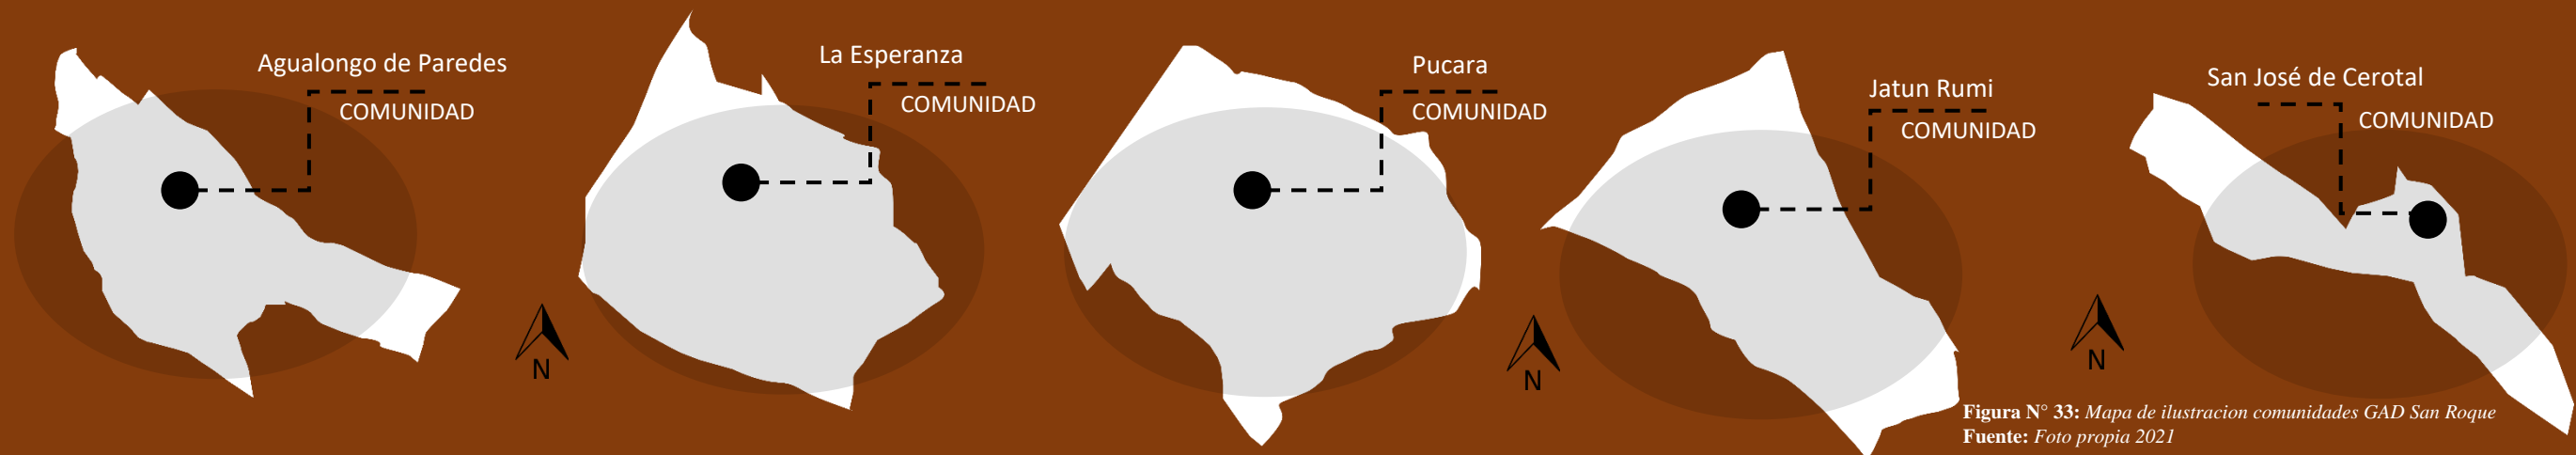 Agualongo de Paredes
COMUNIDAD
La Esperanza
COMUNIDAD
Pucara
COMUNIDAD
Jatun Rumi
COMUNIDAD
San José de Cerotal
COMUNIDAD
N
N
N
Figura N° 33: Mapa de ilustracion comunidades GAD San Roque
Fuente: Foto propia 2021